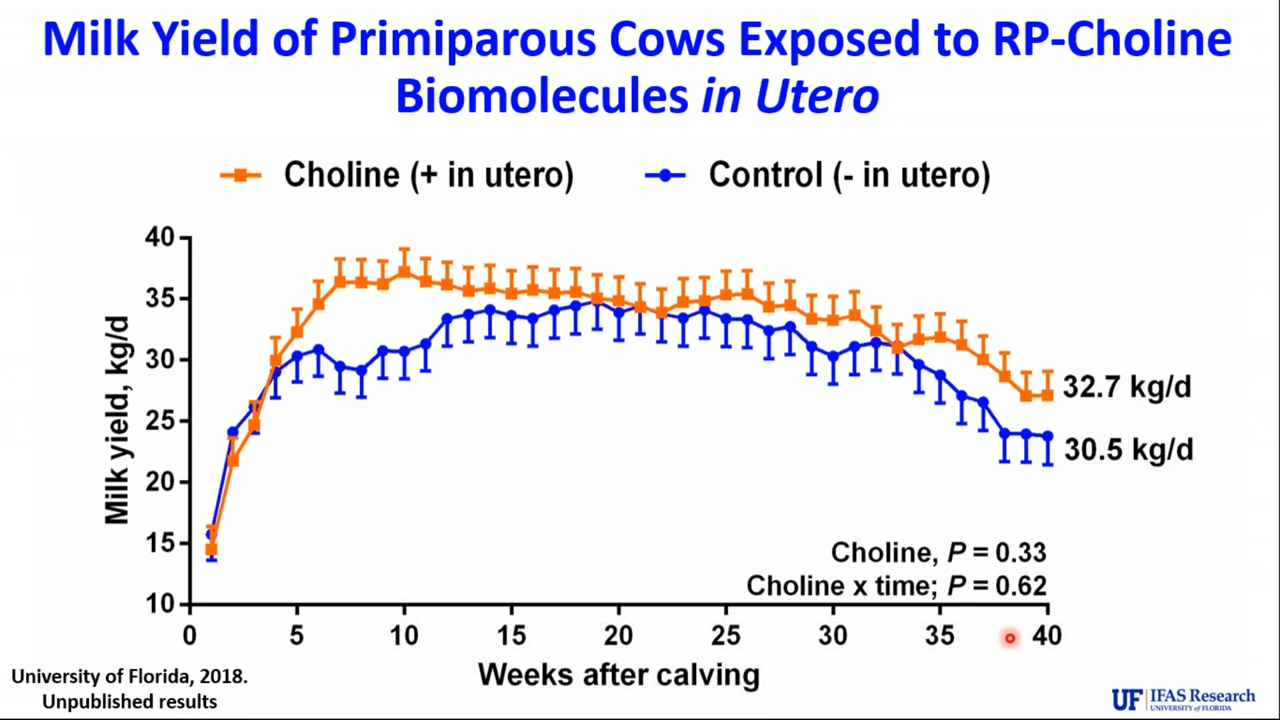 Milk Yield of Primiparous Cows Exposed to RP-Choline
Biomolecules in Utero
Choline (+ in utero)
Control (- in utero)
40
35
30
25
20
15
10
Milk yield, kg/d
32.7 kg/d
30.5 kg/d
Choline, P = 0.33
Choline x time; P = 0.62
0 5 10 15 20 25 30 35 40
Weeks after calving
University of Florida, 2018.
Unpublished results
UF IFAS Research
UNIVERSITY of FLORIDA